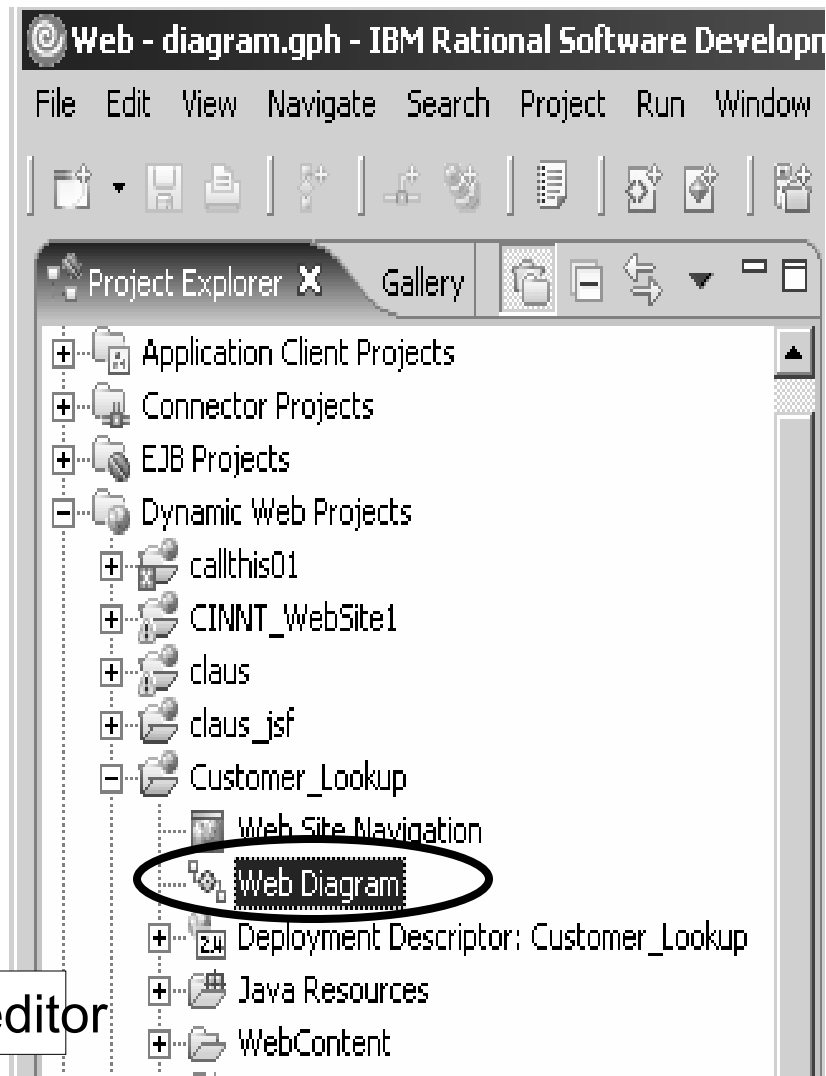 Web - diagram.gph - IBM Rational Software Developm
File Edit View Navigate Search Project Run Window
Project Explorer Gallery
Application Client Projects
Connector Projects
EJB Projects
Dynamic Web Projects
callthis01
CINNT_WebSite1
claus
claus_jsf
Customer_Lookup
Web Site Navigation
Web Diagram
2.4 Deployment Descriptor: Customer_Lookup
Java Resources
editor
WebContent